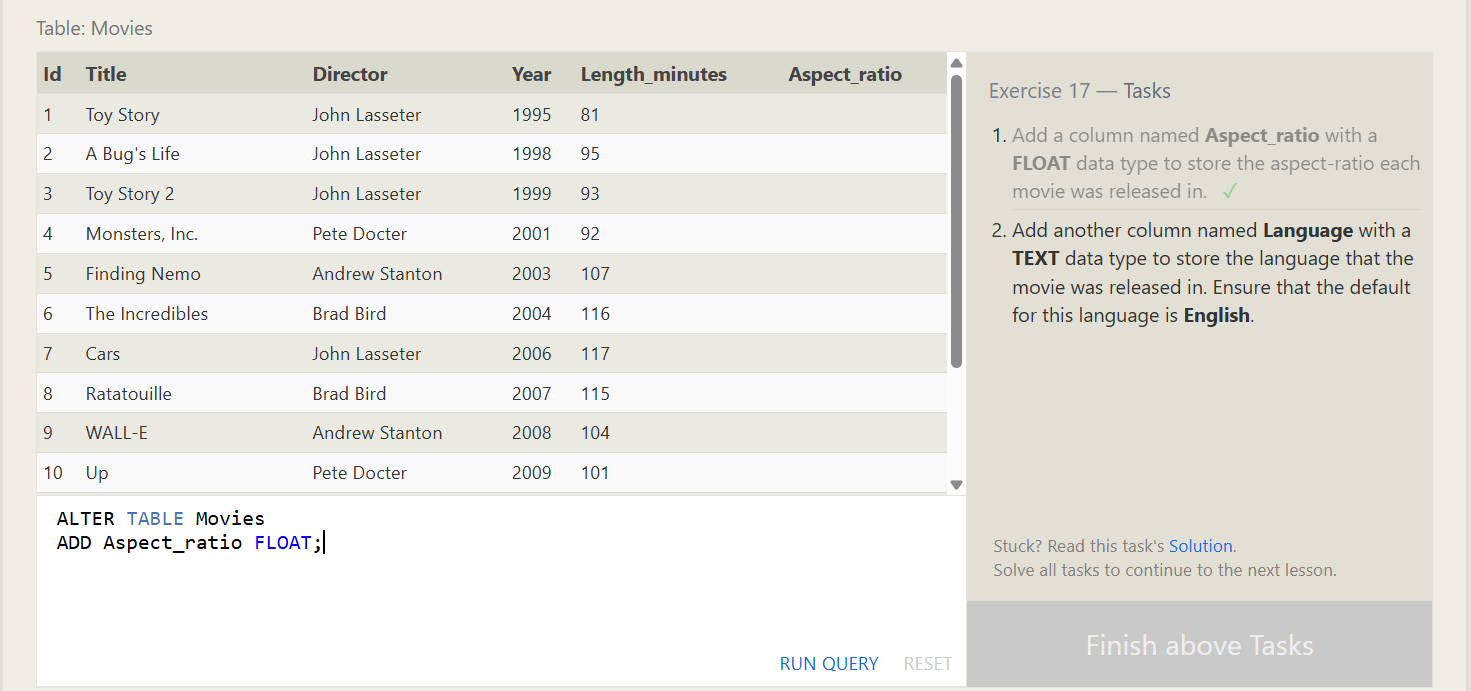 Table: Movies
Id Title Director Year Length_minutes Aspect_ratio
1 Toy Story John Lasseter 1995 81
2 A Bug's Life John Lasseter 1998 95
3 Toy Story 2 John Lasseter 1999 93
4 Monsters, Inc. Pete Docter 2001 92
5 Finding Nemo Andrew Stanton 2003 107
6 The Incredibles Brad Bird 2004 116
7 Cars John Lasseter 2006 117
8 Ratatouille Brad Bird 2007 115
9 WALL-E Andrew Stanton 2008 104
10 Up Pete Docter 2009 101
ALTER TABLE Movies
ADD Aspect_ratio FLOAT;
RUN QUERY RESET
Exercise 17 — Tasks
1. Add a column named Aspect_ratio with a
FLOAT data type to store the aspect-ratio each
movie was released in. ✓
2. Add another column named Language with a
TEXT data type to store the language that the
movie was released in. Ensure that the default
for this language is English.
Stuck? Read this task's Solution.
Solve all tasks to continue to the next lesson.
Finish above Tasks